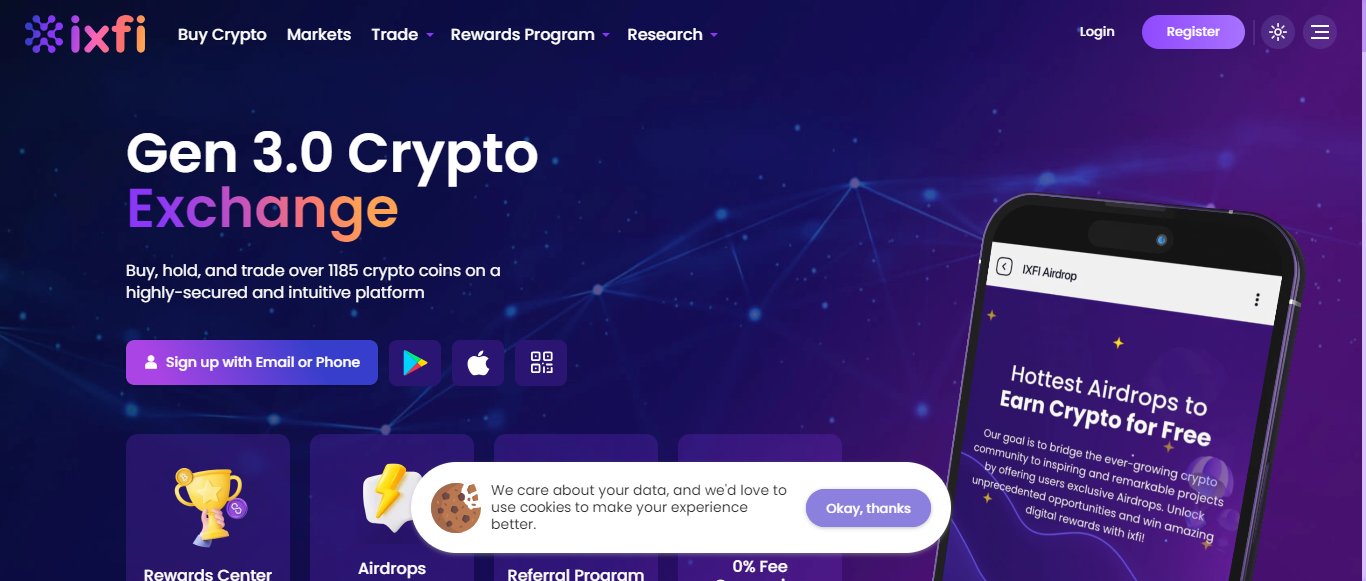 ixfi
Buy Crypto
Markets
Trade
Rewards Program
Research
Login
Register
Gen 3.0 Crypto
Exchange
Buy, hold, and trade over 1185 crypto coins on a
highly-secured and intuitive platform
Sign up with Email or Phone
IXFI Airdrop
Hottest Airdrops to
Earn Crypto for Free
Our goal is to bridge the ever-growing crypto
community to inspiring and remarkable projects
by offering users exclusive Airdrops. Unlock
unprecedented opportunities and win amazing
digital rewards with ixfi!
We care about your data, and we'd love to
use cookies to make your experience
better.
Okay, thanks
Rewards Center
Airdrops
Referral Program
0% Fee